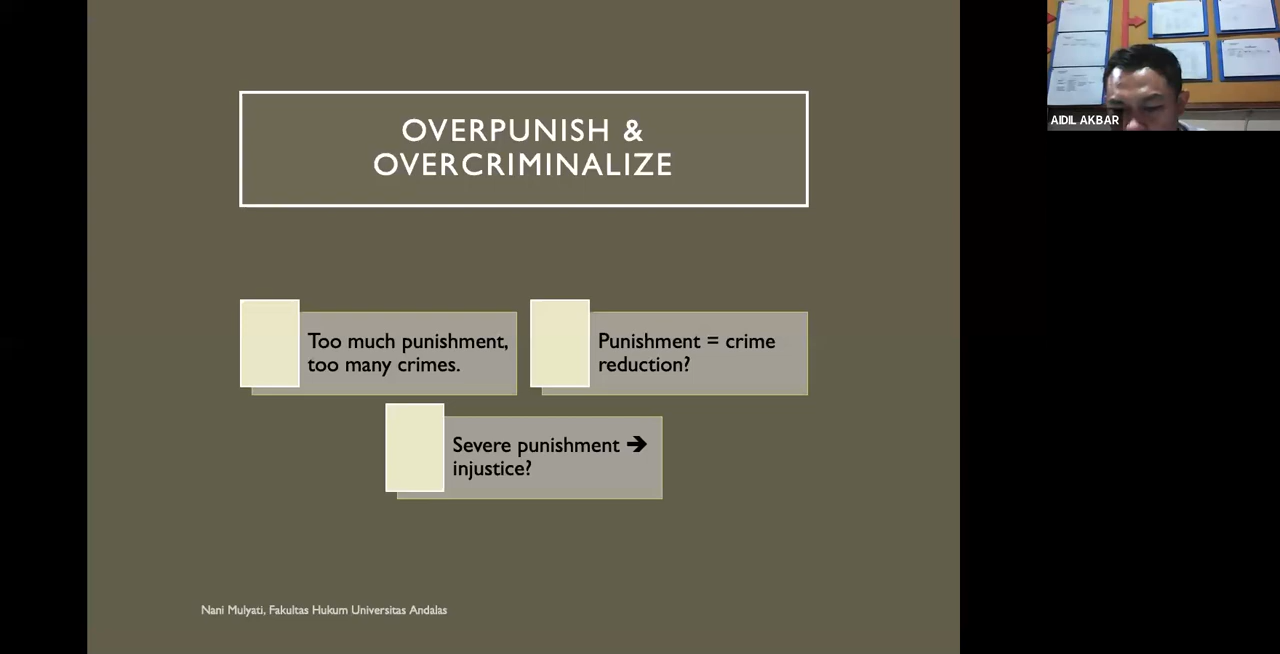 OVERPUNISH &
OVERCRIMINALIZE
Too much punishment,
too many crimes.
Punishment = crime
reduction?
Severe punishment ➔
injustice?
Nani Mulyati, Fakultas Hukum Universitas Andalas
AIDIL AKBAR